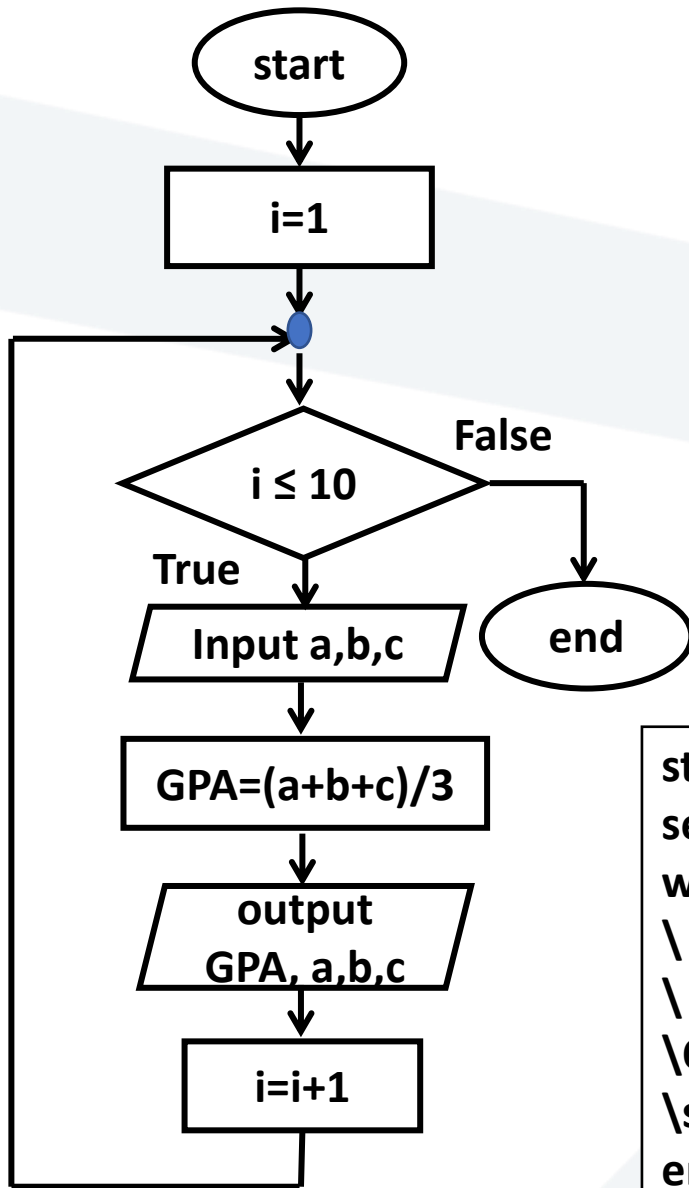 start
i=1
i ≤ 10
False
True
Input a,b,c
end
GPA=(a+b+c)/3
output
GPA, a,b,c
i=i+1
st
se
w
\
\
\
\s
en